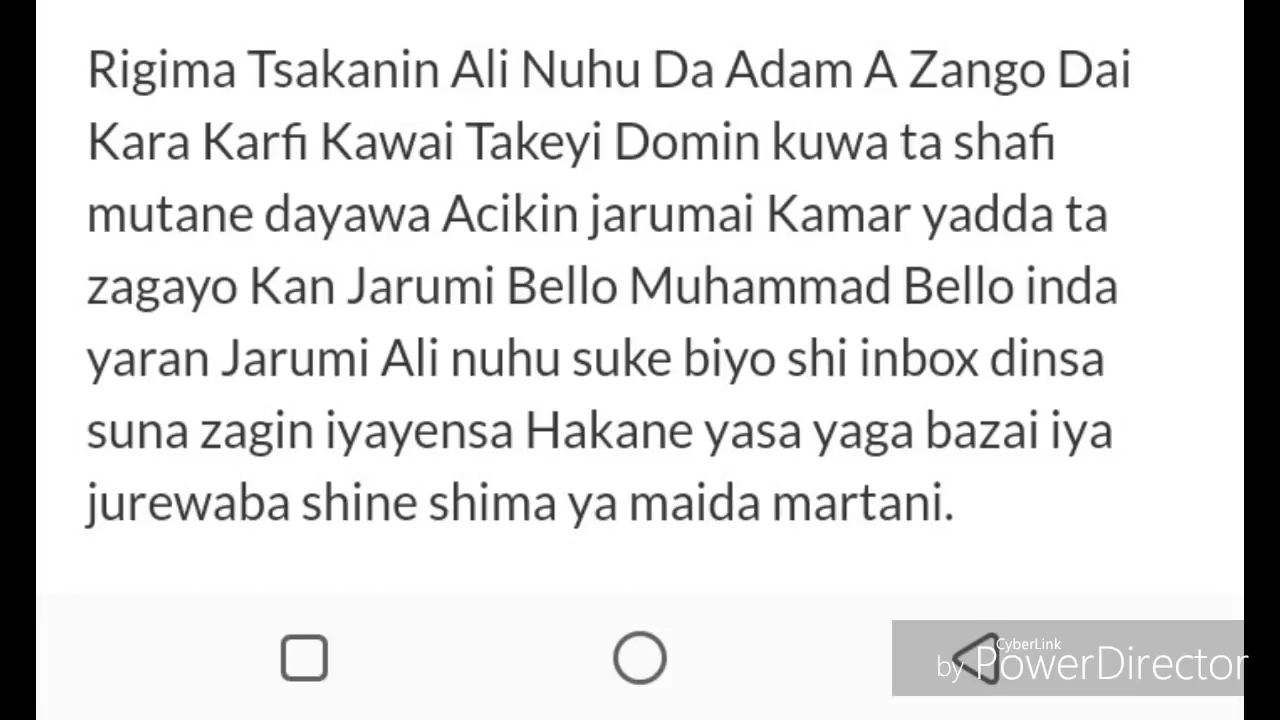 Rigima Tsakanin Ali Nuhu Da Adam A Zango Dai
Kara Karfi Kawai Takeyi Domin kuwa ta shafi
mutane dayawa Acikin jarumai Kamar yadda ta
zagayo Kan Jarumi Bello Muhammad Bello inda
yaran Jarumi Ali nuhu suke biyo shi inbox dinsa
suna zagin iyayensa Hakane yasa yaga bazai iya
jurewaba shine shima ya maida martani.
CyberLink
by PowerDirector